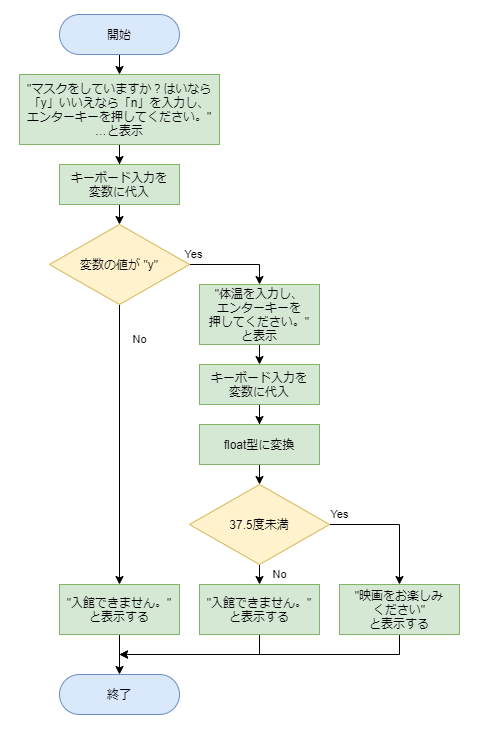 開始
"マスクをしていますか？はいなら
「y」いいえなら「n」を入力し、
エンターキーを押してください。"
…と表示
キーボード入力を
変数に代入
変数の値が "y"
Yes
"体温を入力し、
エンターキーを
押してください。"
と表示
No
キーボード入力を
変数に代入
float型に変換
37.5度未満
Yes
No
"入館できません。"
と表示する
"入館できません。"
と表示する
"映画をお楽しみ
ください"
と表示する
終了